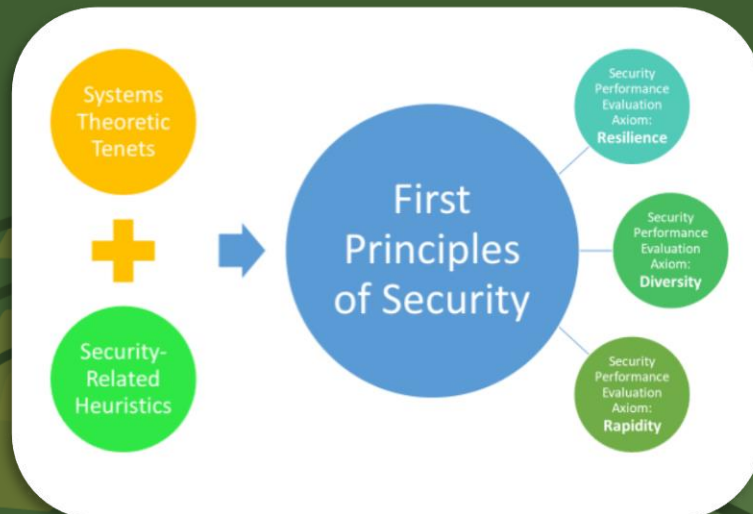 Systems
Theoretic
Tenets
Security-
Related
Heuristics
First
Principles
of Security
Security
Performance
Evaluation
Axiom:
Resilience
Security
Performance
Evaluation
Axiom:
Diversity
Security
Performance
Evaluation
Axiom:
Rapidity